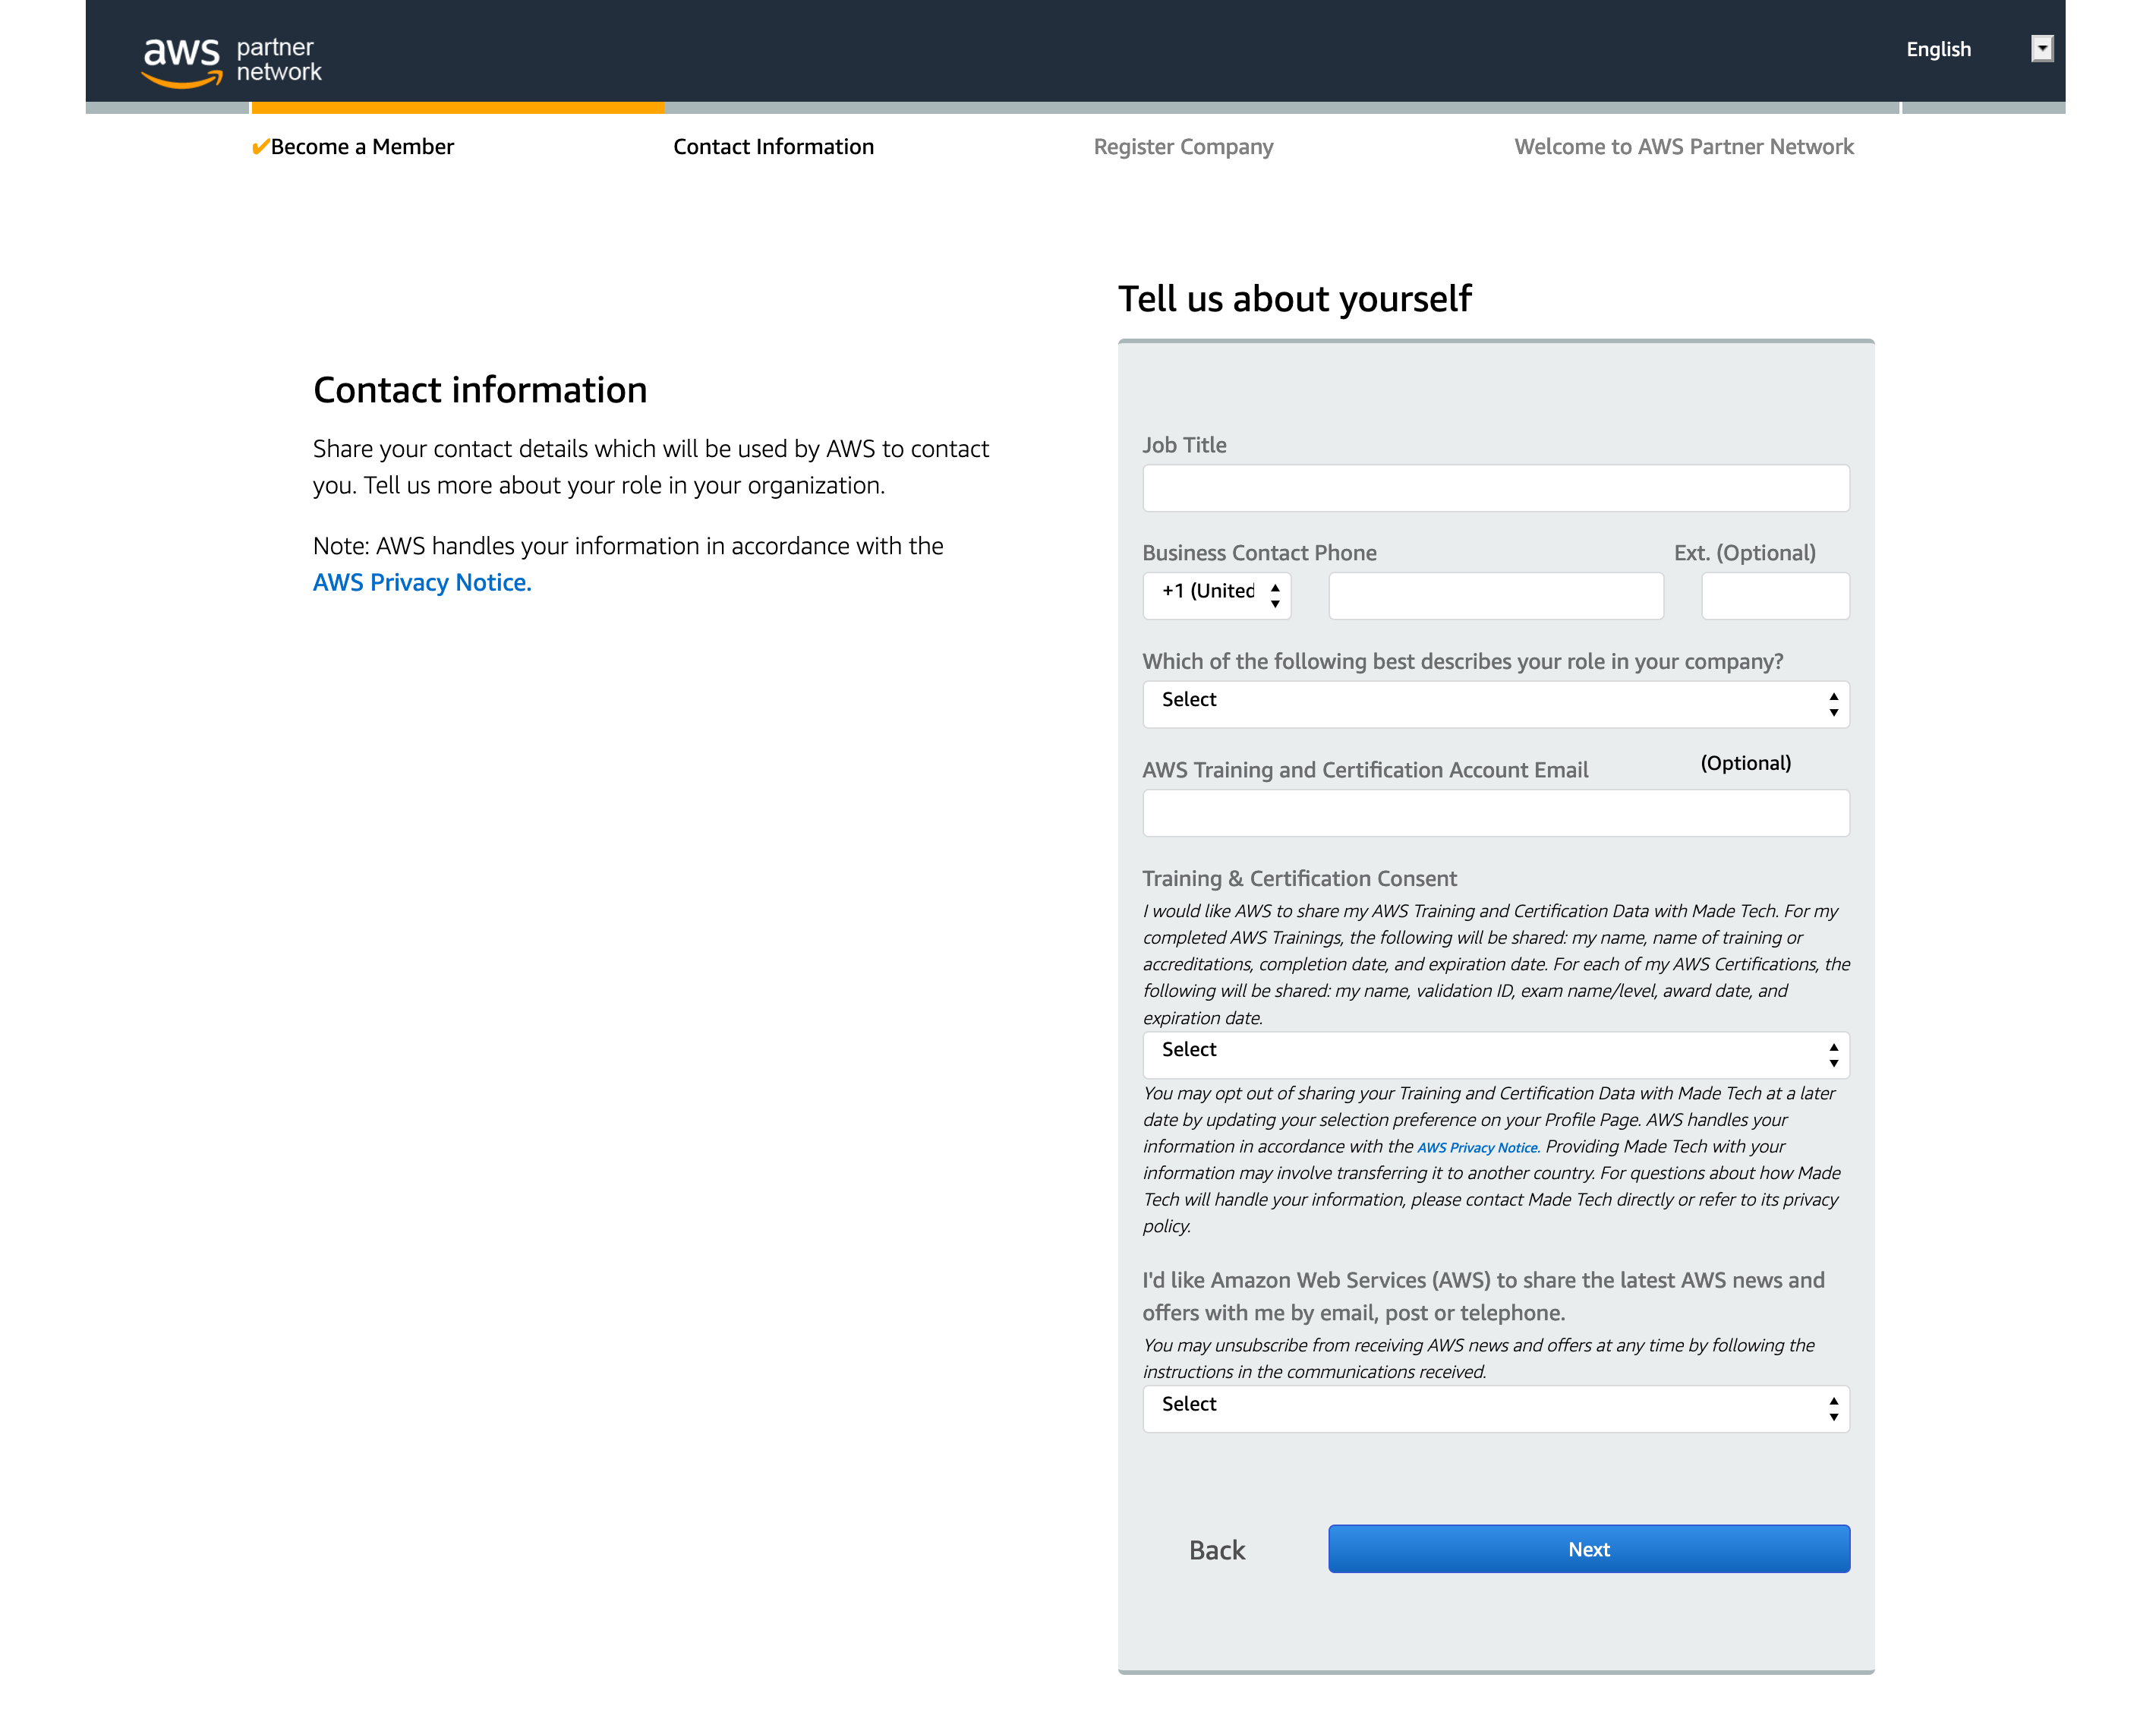 aws partner network
English
✔Become a Member
Contact Information
Register Company
Welcome to AWS Partner Network
Tell us about yourself
Contact information
Share your contact details which will be used by AWS to contact
you. Tell us more about your role in your organization.
Note: AWS handles your information in accordance with the
AWS Privacy Notice.
Job Title
Business Contact Phone
Ext. (Optional)
+1 (United
Which of the following best describes your role in your company?
Select
AWS Training and Certification Account Email
(Optional)
Training & Certification Consent
I would like AWS to share my AWS Training and Certification Data with Made Tech. For my
completed AWS Trainings, the following will be shared: my name, name of training or
accreditations, completion date, and expiration date. For each of my AWS Certifications, the
following will be shared: my name, validation ID, exam name/level, award date, and
expiration date.
Select
You may opt out of sharing your Training and Certification Data with Made Tech at a later
date by updating your selection preference on your Profile Page. AWS handles your
information in accordance with the AWS Privacy Notice. Providing Made Tech with your
information may involve transferring it to another country. For questions about how Made
Tech will handle your information, please contact Made Tech directly or refer to its privacy
policy.
I'd like Amazon Web Services (AWS) to share the latest AWS news and
offers with me by email, post or telephone.
You may unsubscribe from receiving AWS news and offers at any time by following the
instructions in the communications received.
Select
Back
Next